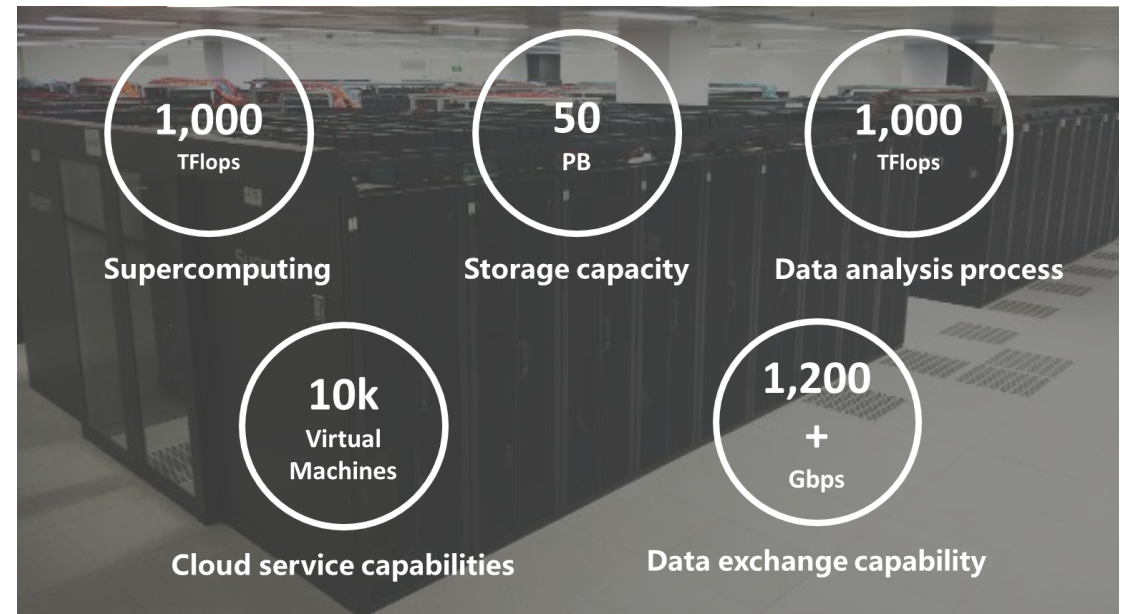 1,000
TFlops
50
PB
1,000
TFlops
Supercomputing
Storage capacity
Data analysis process
10k
Virtual
Machines
1,200
+
Gbps
Cloud service capabilities
Data exchange capability